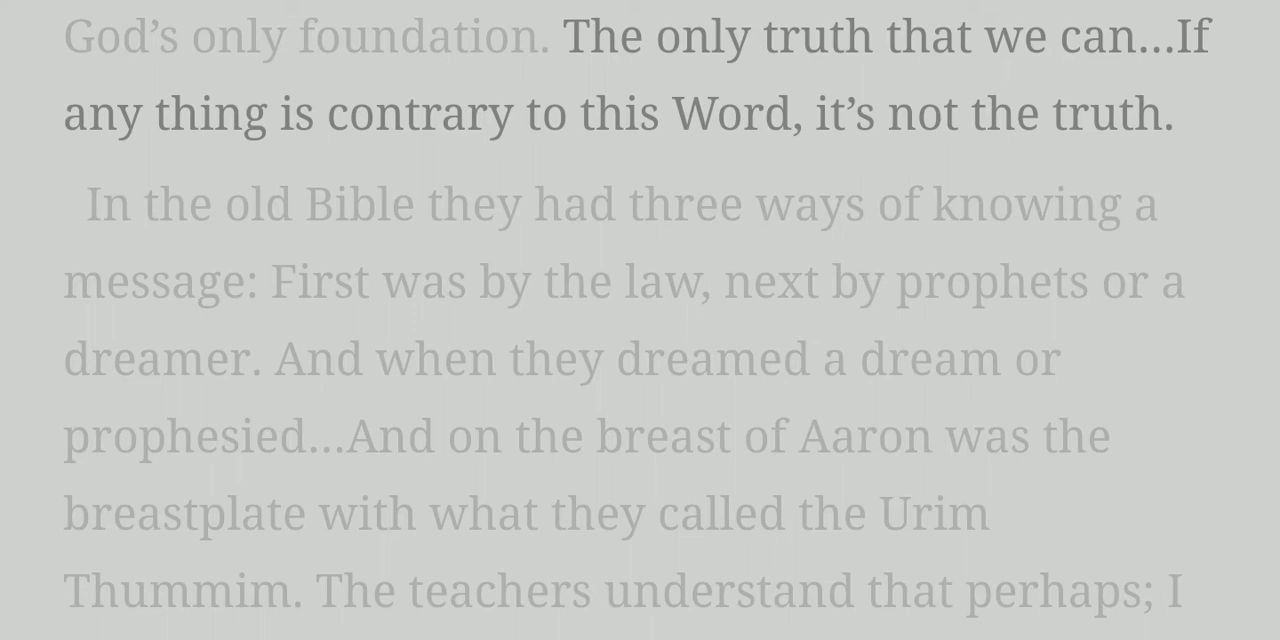 God’s only foundation. The only truth that we can…If
any thing is contrary to this Word, it’s not the truth.
In the old Bible they had three ways of knowing a
message: First was by the law, next by prophets or a
dreamer. And when they dreamed a dream or
prophesied…And on the breast of Aaron was the
breastplate with what they called the Urim
Thummim. The teachers understand that perhaps; I